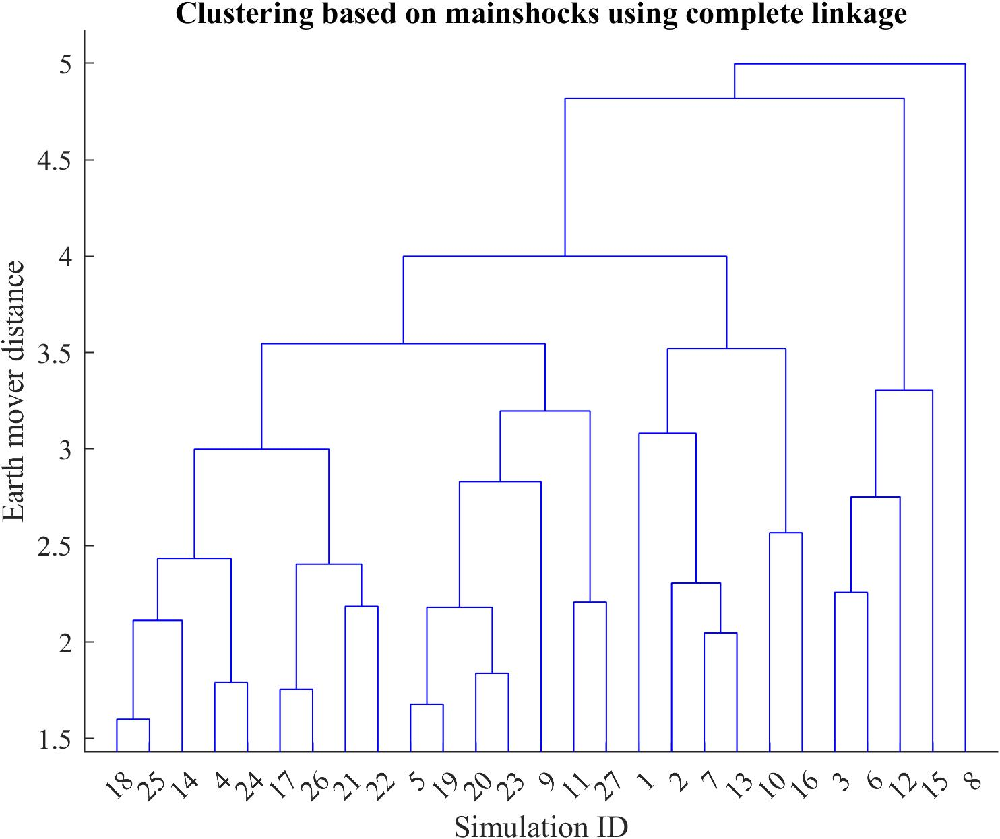 Clustering based on mainshocks using complete linkage
5
4.5
4
3.5
3
2.5
2
1.5
Earth mover distance
18 25 14 4 24 17 26 21 22 5 19 20 23 9 11 27 1 2 7 13 10 16 3 6 12 15 8
Simulation ID